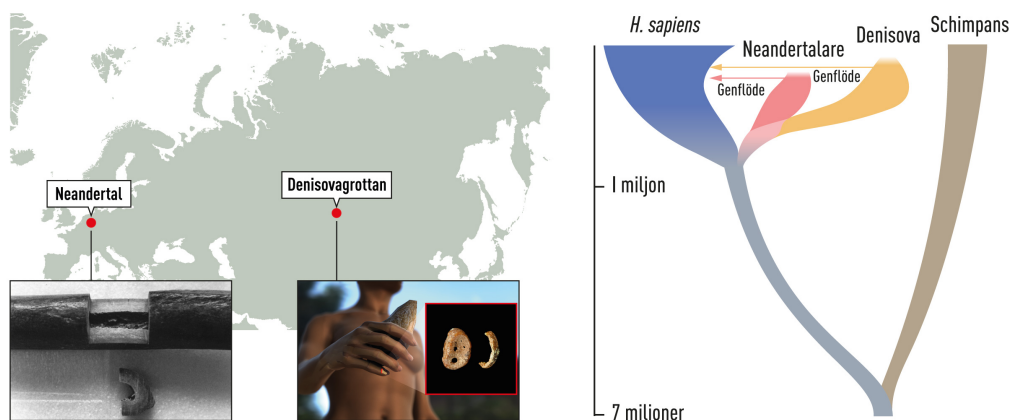 Neandertal
Denisovagrottan
H. sapiens
Neandertalare
Denisova
Schimpans
Genflöde
Genflöde
1 miljon
7 miljoner